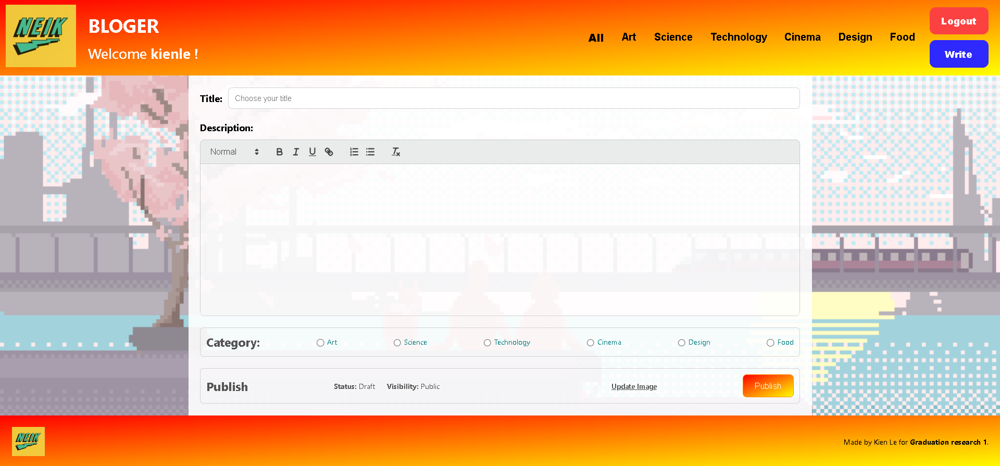 NEIK
BLOGER
Welcome kienle !
All Art Science Technology Cinema Design Food
Logout
Write
Title: Choose your title
Description:
Normal B I U
Category: Art Science Technology Cinema Design Food
Publish Status: Draft Visibility: Public Update Image Publish
NEIK
Made by Kien Le for Graduation research 1.